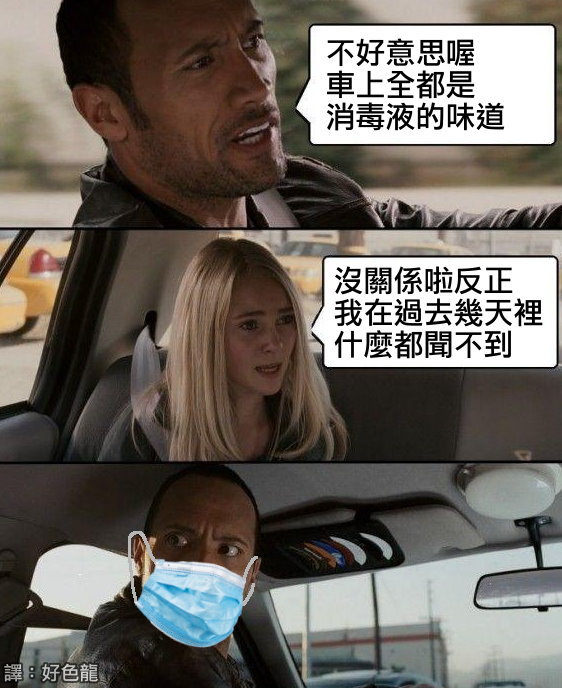 不好意思喔
車上全都是
消毒液的味道
沒關係啦反正
我在過去幾天裡
什麼都聞不到
譯：好色龍